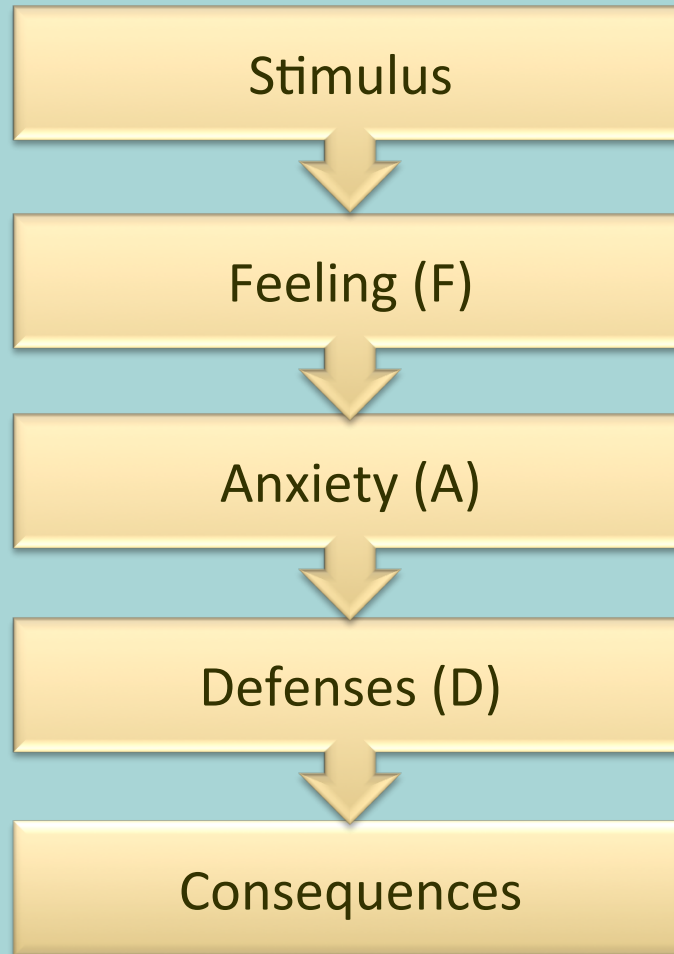 Stimulus
Feeling (F)
Anxiety (A)
Defenses (D)
Consequences